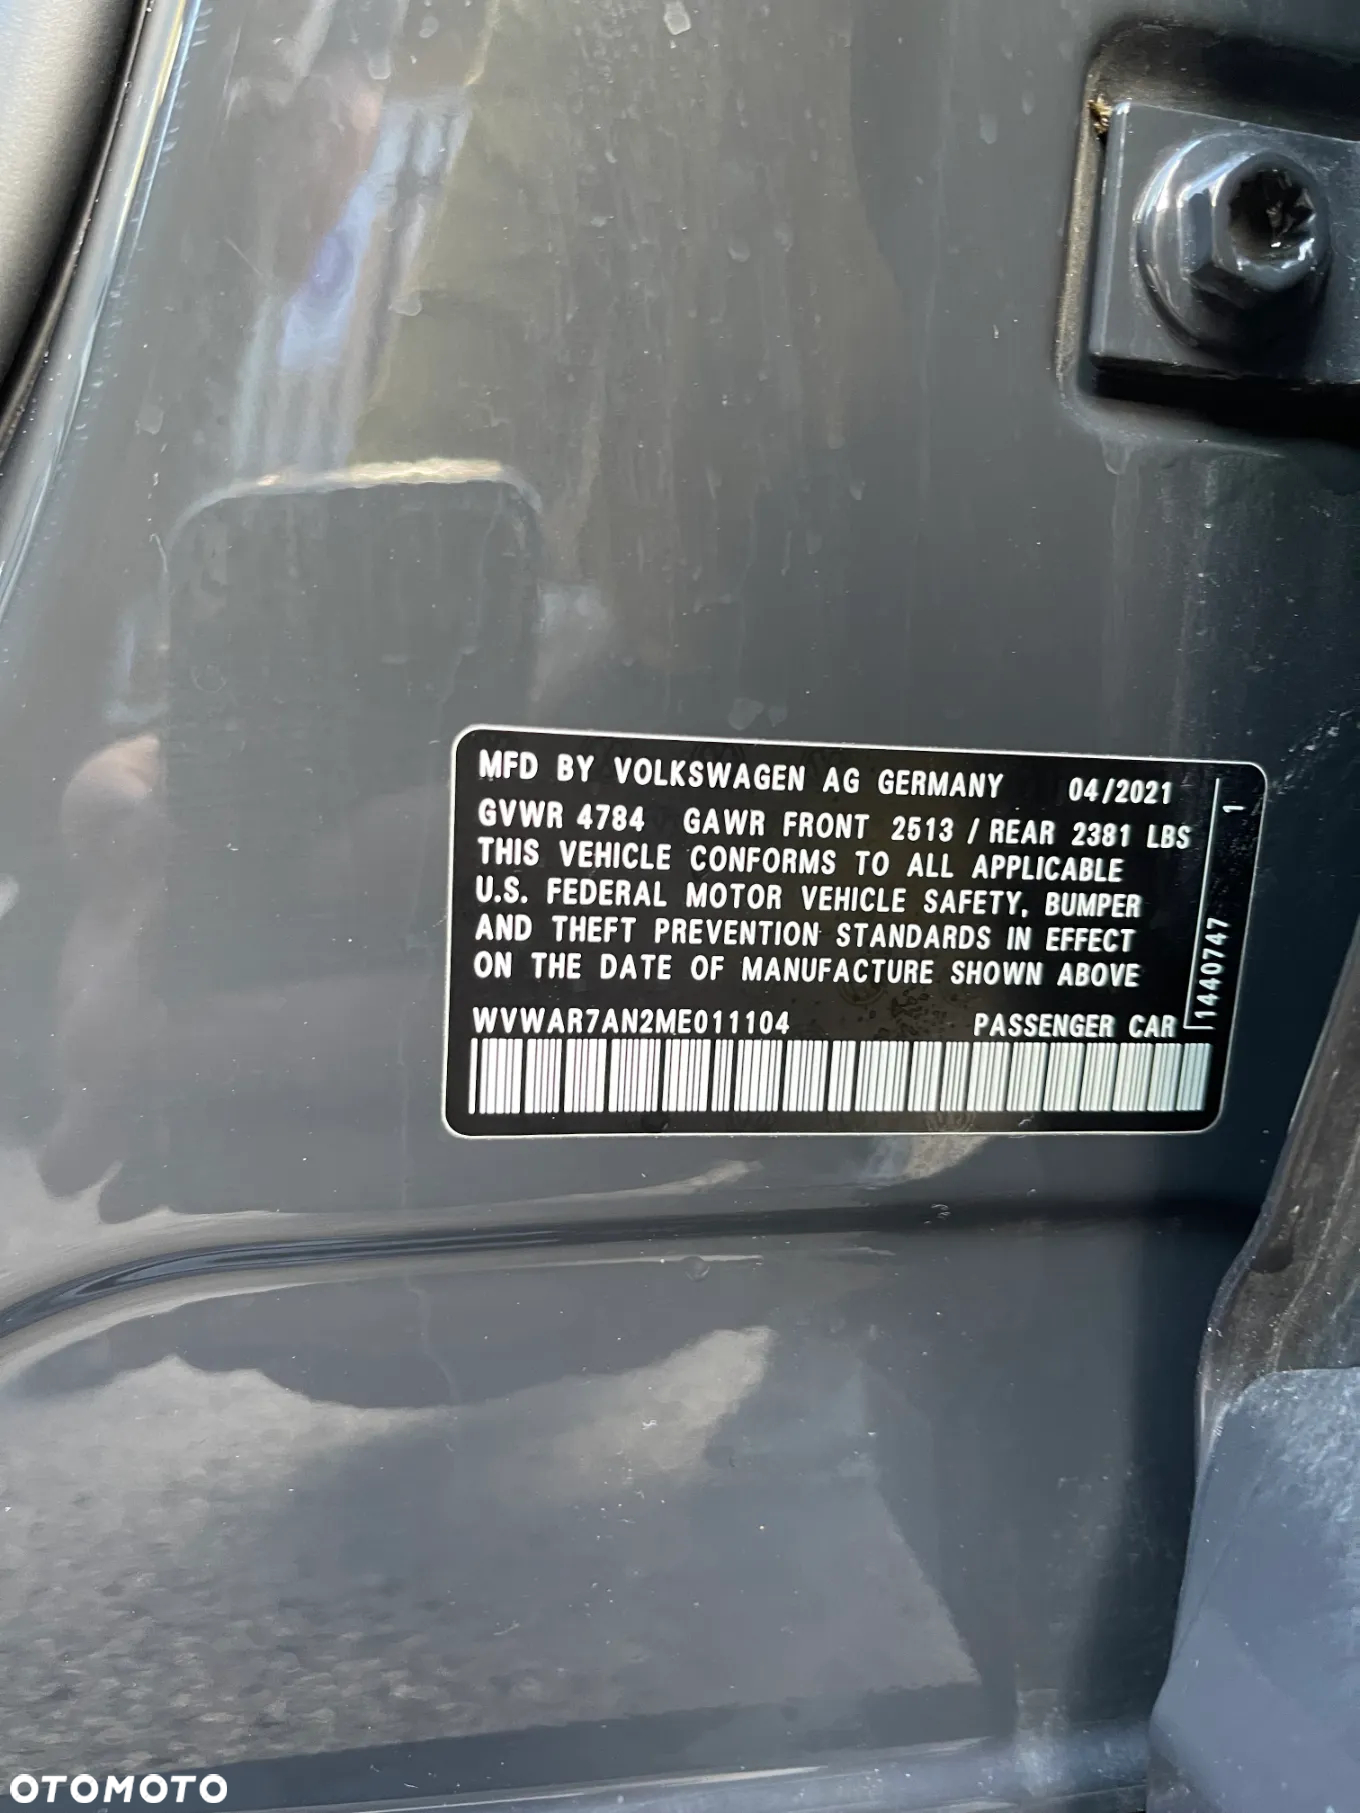 MFD BY VOLKSWAGEN AG GERMANY 04/2021
GVWR 4784 GAWR FRONT 2513 / REAR 2381 LBS
THIS VEHICLE CONFORMS TO ALL APPLICABLE
U.S. FEDERAL MOTOR VEHICLE SAFETY, BUMPER
AND THEFT PREVENTION STANDARDS IN EFFECT
ON THE DATE OF MANUFACTURE SHOWN ABOVE
WVWAR7AN2ME011104 PASSENGER CAR
1440747 1
OTOMOTO